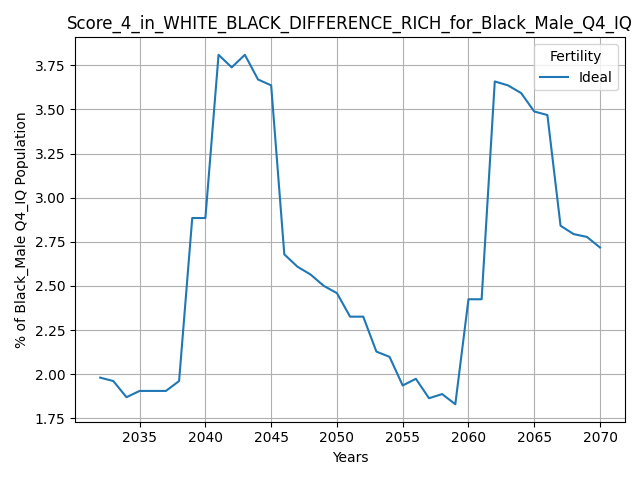 Score_4_in_WHITE_BLACK_DIFFERENCE_RICH_for_Black_Male_Q4_IQ
Fertility
Ideal
% of Black_Male Q4_IQ Population
3.75
3.50
3.25
3.00
2.75
2.50
2.25
2.00
1.75
2035 2040 2045 2050 2055 2060 2065 2070
Years